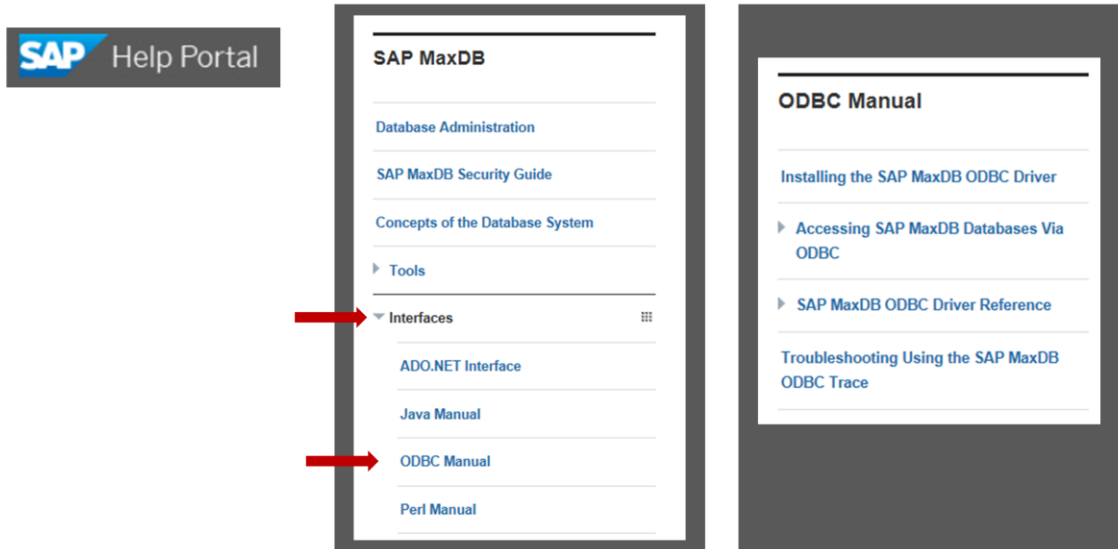 SAP Help Portal
SAP MaxDB
Database Administration
SAP MaxDB Security Guide
Concepts of the Database System
Tools
Interfaces
ADO.NET Interface
Java Manual
ODBC Manual
Perl Manual
ODBC Manual
Installing the SAP MaxDB ODBC Driver
Accessing SAP MaxDB Databases Via
ODBC
SAP MaxDB ODBC Driver Reference
Troubleshooting Using the SAP MaxDB
ODBC Trace